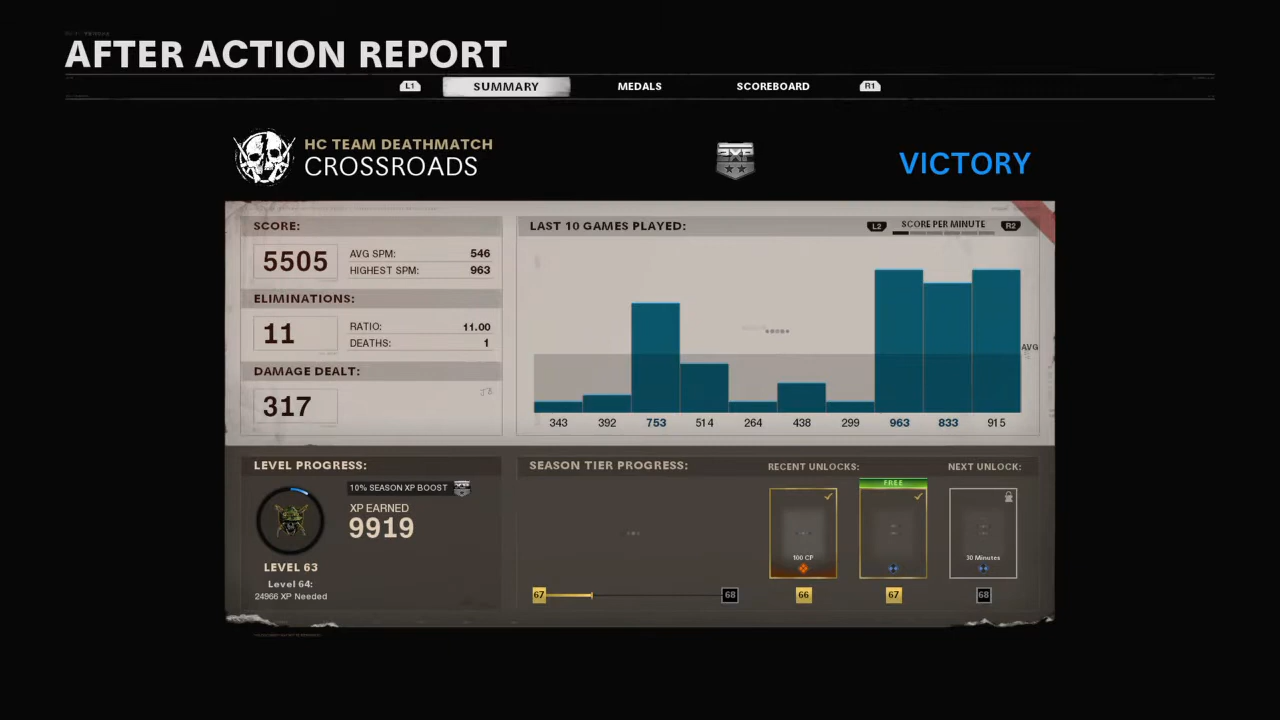 AFTER ACTION REPORT
L1 SUMMARY MEDALS SCOREBOARD R1
HC TEAM DEATHMATCH
CROSSROADS
2XP
VICTORY
SCORE:
5505
AVG SPM: 546
HIGHEST SPM: 963
ELIMINATIONS:
11
RATIO: 11.00
DEATHS: 1
DAMAGE DEALT:
317
LAST 10 GAMES PLAYED:
L2 SCORE PER MINUTE R2
AVG
343 392 753 514 264 438 299 963 833 915
LEVEL PROGRESS:
10% SEASON XP BOOST
XP EARNED
9919
LEVEL 63
Level 64:
24966 XP Needed
SEASON TIER PROGRESS:
67 68
RECENT UNLOCKS:
FREE
100 CP
66 67
NEXT UNLOCK:
30 Minutes
68